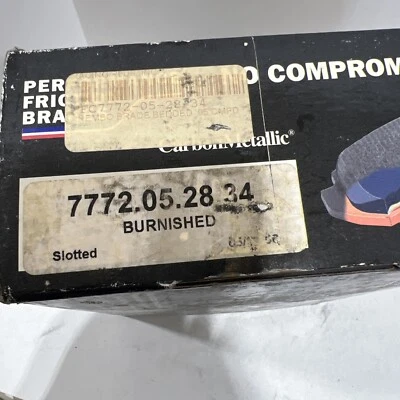 PER
FRIC
BRA
O COMPROM
7772-05-28-34
CarbonMetallic®
7772.05.28.34
BURNISHED
Slotted